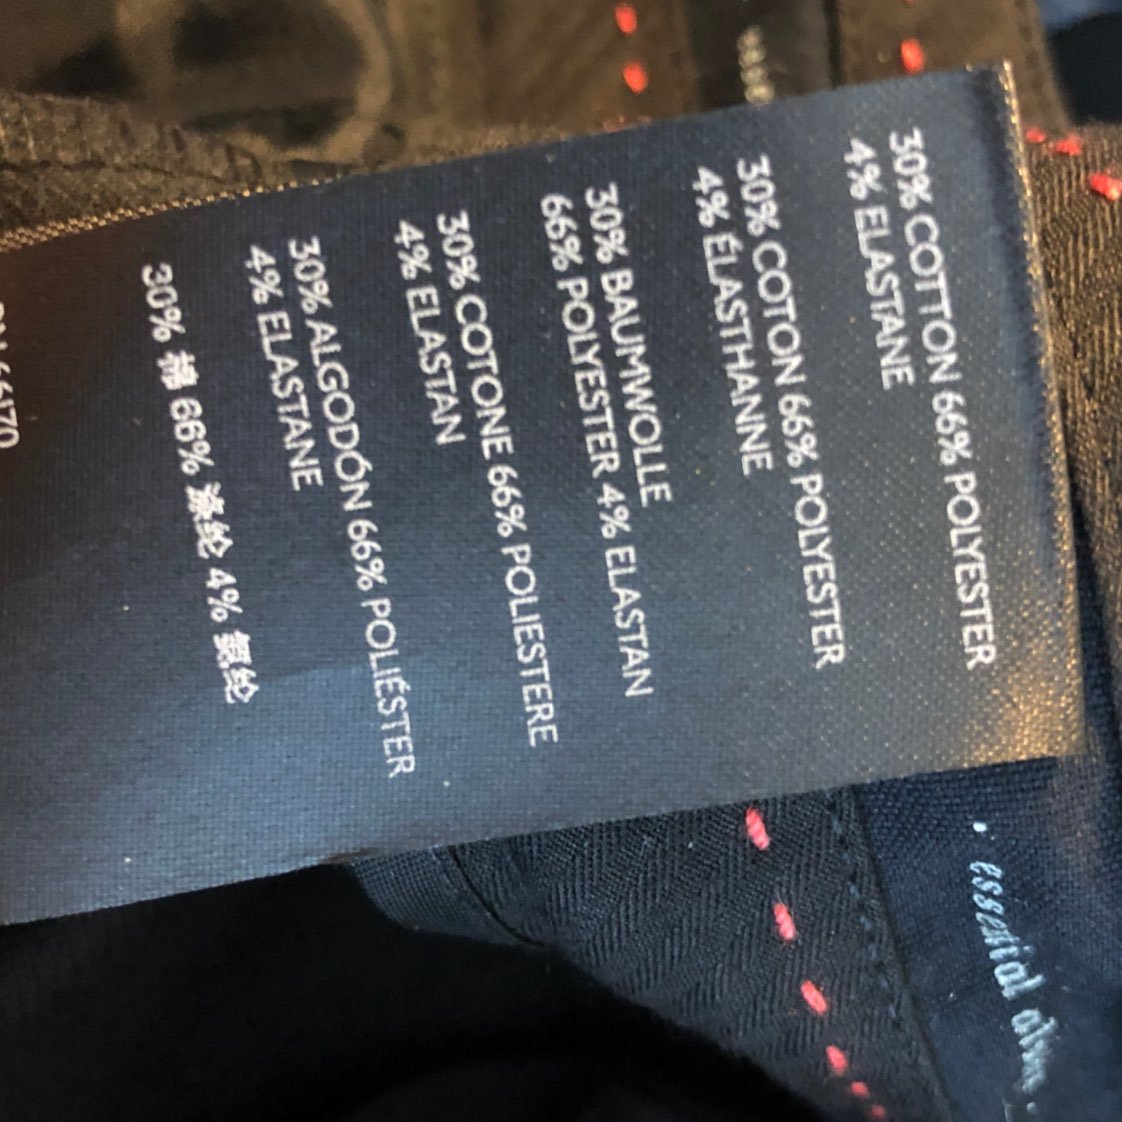 30% COTTON 66% POLYESTER
4% ELASTANE
30% COTON 66% POLYESTER
4% ÉLASTHANNE
30% BAUMWOLLE
66% POLYESTER 4% ELASTAN
30% COTONE 66% POLIESTERE
4% ELASTAN
30% ALGODÓN 66% POLIÉSTER
4% ELASTANE
30% 棉 66% 涤纶 4% 氨纶
essential